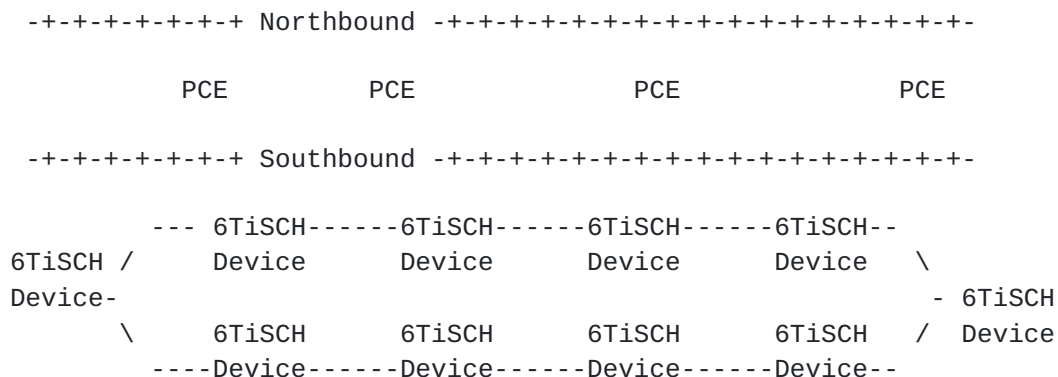 -+-+-+-+-+-+ Northbound -+-+-+-+-+-+-+-+-+-+-+-+-+-+-+-+-+-
PCE PCE PCE PCE
-+-+-+-+-+-+ Southbound -+-+-+-+-+-+-+-+-+-+-+-+-+-+-+-+-+-
--- 6TiSCH------6TiSCH------6TiSCH------6TiSCH--
6TiSCH / Device Device Device Device \
Device- - 6TiSCH
\ 6TiSCH 6TiSCH 6TiSCH 6TiSCH / Device
----Device------Device------Device------Device--